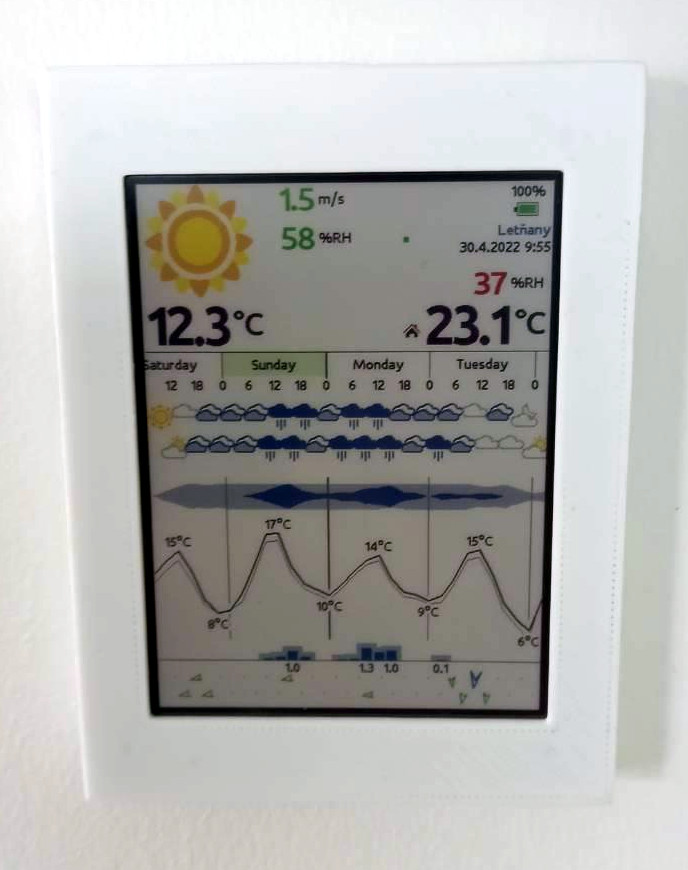 1.5 m/s
100%
58 %RH
Letňany
30.4.2022 9:55
37 %RH
12.3°C
23.1°C
Saturday Sunday Monday Tuesday
12 18 0 6 12 18 0 6 12 18 0 6 12 18 0
17°C
15°C 14°C 15°C
10°C 9°C
8°C
6°C
1.0 1.3 1.0 0.1